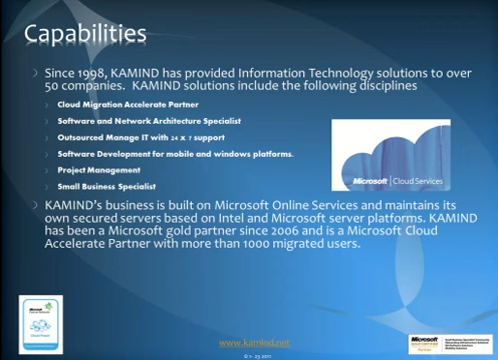 Capabilities
Since 1998, KAMIND has provided Information Technology solutions to over
50 companies. KAMIND solutions include the following disciplines
Cloud Migration Accelerate Partner
Software and Network Architecture Specialist
Outsourced Manage IT with 24 X 7 support
Software Development for mobile and windows platforms.
Project Management
Small Business Specialist
Microsoft Cloud Services
KAMIND’s business is built on Microsoft Online Services and maintains its
own secured servers based on Intel and Microsoft server platforms. KAMIND
has been a Microsoft gold partner since 2006 and is a Microsoft Cloud
Accelerate Partner with more than 1000 migrated users.
www.kamind.net
Microsoft